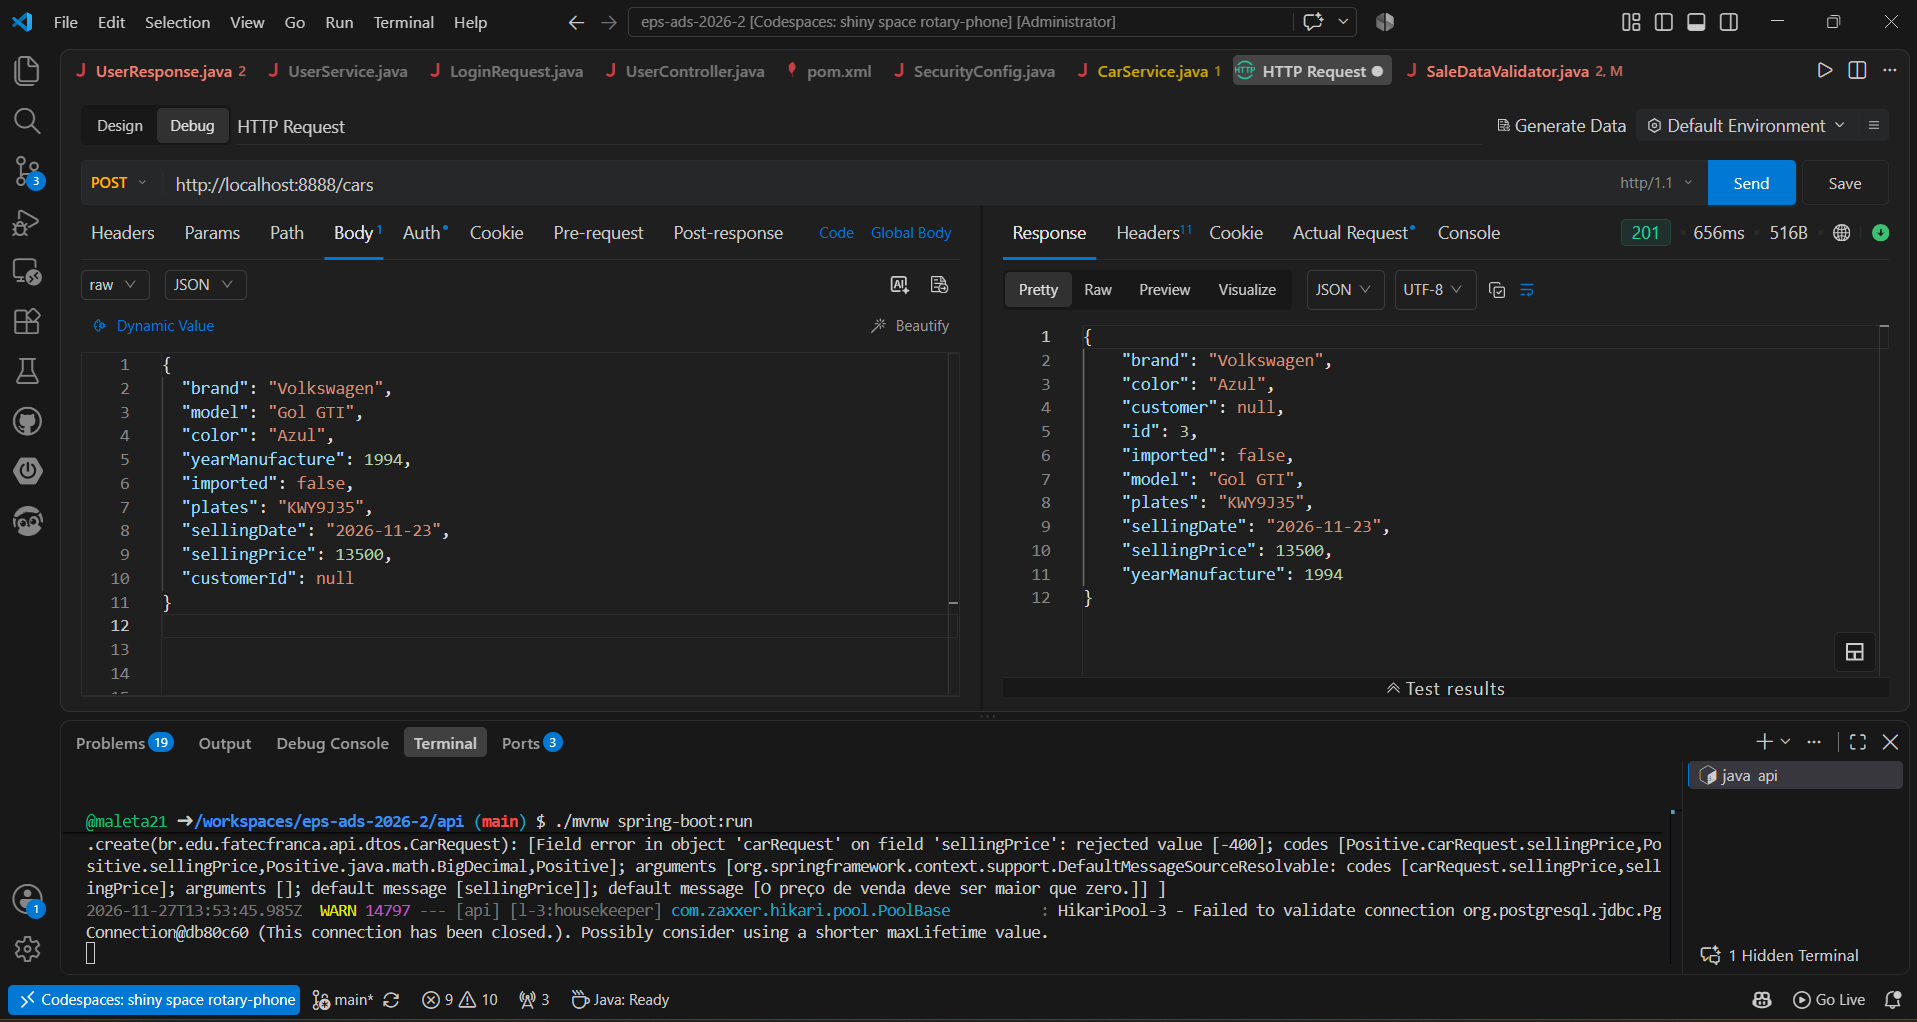 File Edit Selection View Go Run Terminal Help
eps-ads-2026-2 [Codespaces: shiny space rotary-phone] [Administrator]
UserResponse.java 2 UserService.java LoginRequest.java UserController.java pom.xml SecurityConfig.java CarService.java 1 HTTP HTTP Request SaleDataValidator.java 2, M
Design Debug HTTP Request Generate Data Default Environment
POST http://localhost:8888/cars http/1.1 Send Save
Headers Params Path Body 1 Auth Cookie Pre-request Post-response Code Global Body
raw JSON
Dynamic Value Beautify
1 {
2 "brand": "Volkswagen",
3 "model": "Gol GTI",
4 "color": "Azul",
5 "yearManufacture": 1994,
6 "imported": false,
7 "plates": "KWY9J35",
8 "sellingDate": "2026-11-23",
9 "sellingPrice": 13500,
10 "customerId": null
11 }
12
13
14
Response Headers 11 Cookie Actual Request Console 201 656ms 516B
Pretty Raw Preview Visualize JSON UTF-8
1 {
2 "brand": "Volkswagen",
3 "color": "Azul",
4 "customer": null,
5 "id": 3,
6 "imported": false,
7 "model": "Gol GTI",
8 "plates": "KWY9J35",
9 "sellingDate": "2026-11-23",
10 "sellingPrice": 13500,
11 "yearManufacture": 1994
12 }
Test results
Problems 19 Output Debug Console Terminal Ports 3
@maleta21 ➜/workspaces/eps-ads-2026-2/api (main) $ ./mvnw spring-boot:run
.create(br.edu.fatecfranca.api.dtos.CarRequest): [Field error in object 'carRequest' on field 'sellingPrice': rejected value [-400]; codes [Positive.carRequest.sellingPrice,Po
sitive.sellingPrice,Positive.java.math.BigDecimal,Positive]; arguments [org.springframework.context.support.DefaultMessageSourceResolvable: codes [carRequest.sellingPrice,sell
ingPrice]; arguments []; default message [sellingPrice]]; default message [O preço de venda deve ser maior que zero.]] ]
2026-11-27T13:53:45.985Z WARN 14797 --- [api] [l-3:housekeeper] com.zaxxer.hikari.pool.PoolBase : HikariPool-3 - Failed to validate connection org.postgresql.jdbc.Pg
Connection@db80c60 (This connection has been closed.). Possibly consider using a shorter maxLifetime value.
java api
1 Hidden Terminal
3
1
Codespaces: shiny space rotary-phone main* 9 10 3 Java: Ready Go Live